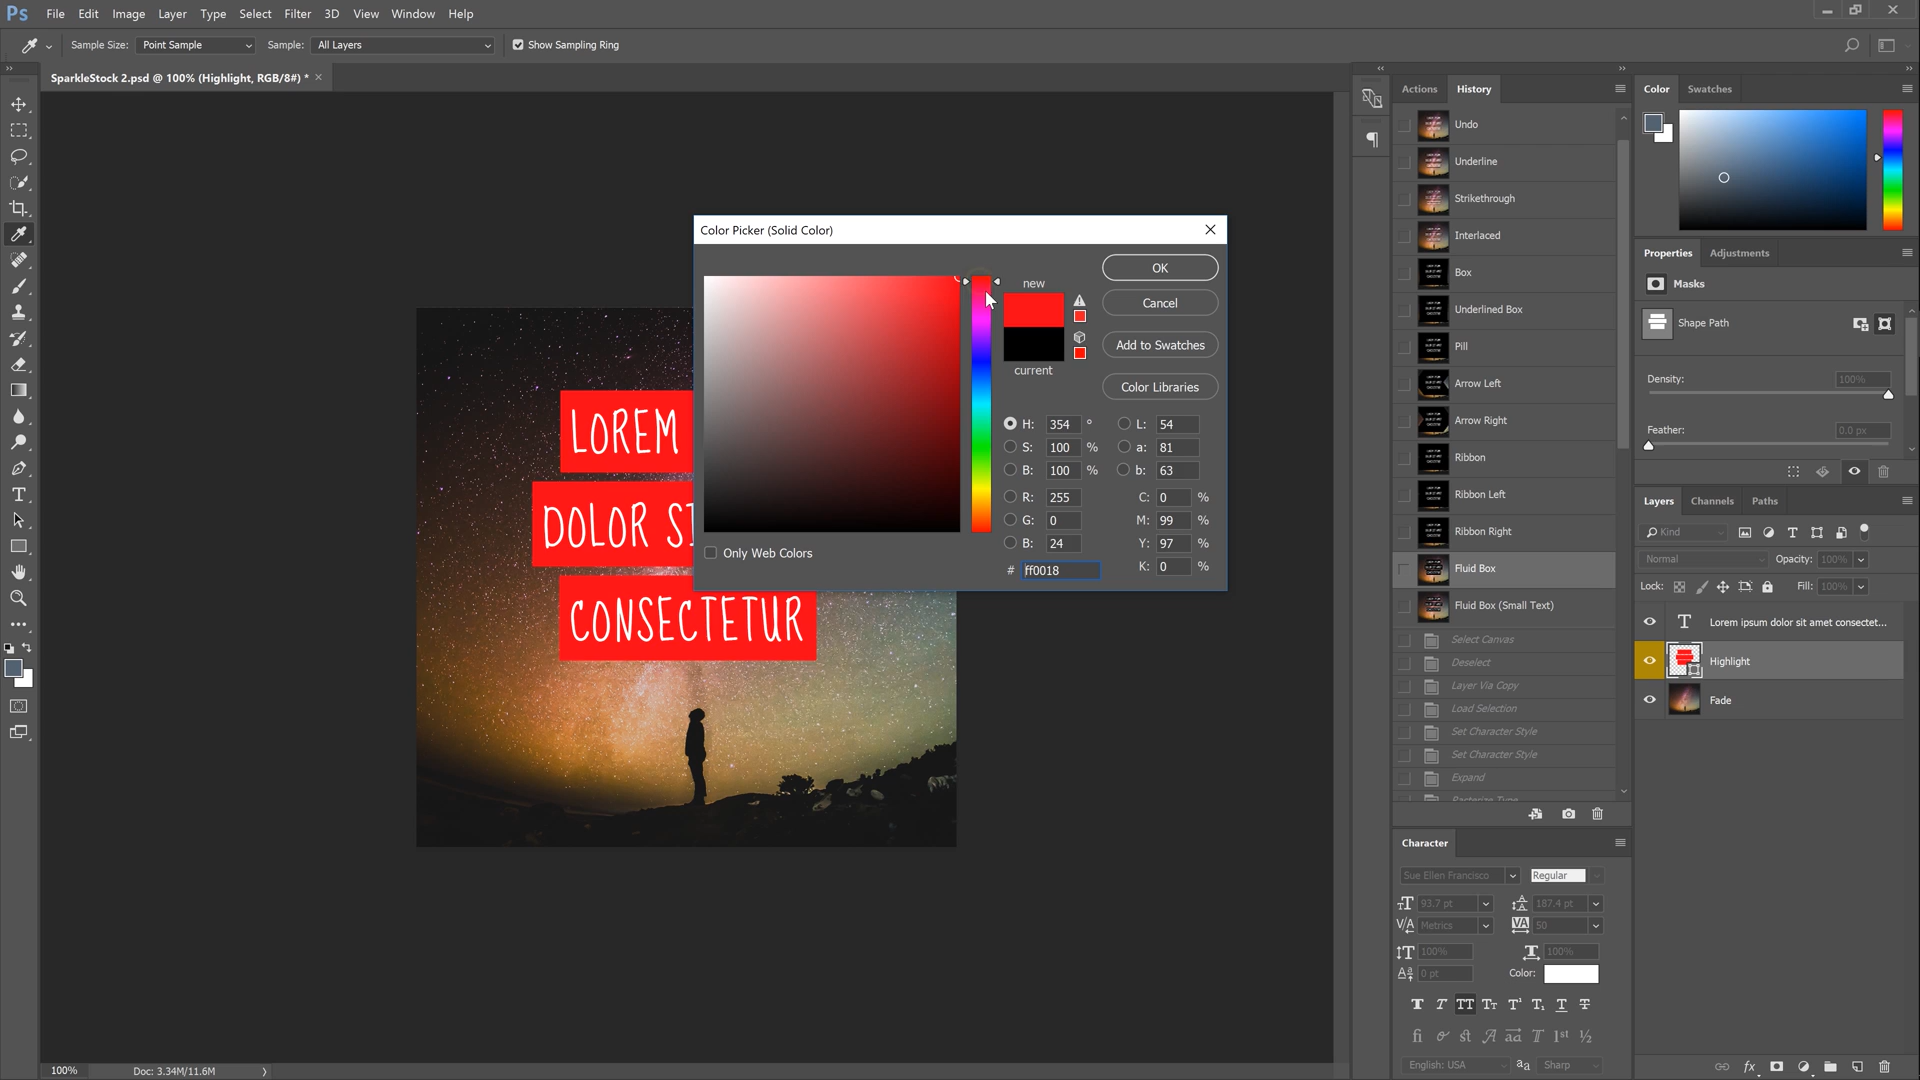 Ps File Edit Image Layer Type Select Filter 3D View Window Help
Sample Size: Point Sample Sample: All Layers Show Sampling Ring
SparkleStock 2.psd @ 100% (Highlight, RGB/8#) * ×
LOREM
DOLOR SI
CONSECTETUR
Color Picker (Solid Color)
new
current
OK
Cancel
Add to Swatches
Color Libraries
H: 354 ° L: 54
S: 100 % a: 81
B: 100 % b: 63
R: 255 C: 0 %
G: 0 M: 99 %
B: 24 Y: 97 %
# ff0018 K: 0 %
Only Web Colors
Actions History
Undo
Underline
Strikethrough
Interlaced
Box
Underlined Box
Pill
Arrow Left
Arrow Right
Ribbon
Ribbon Left
Ribbon Right
Fluid Box
Fluid Box (Small Text)
Select Canvas
Deselect
Layer Via Copy
Load Selection
Set Character Style
Set Character Style
Expand
Rasterize Type
Character
Sue Ellen Francisco Regular
93.7 pt 187.4 pt
Metrics 50
100% 100%
0 pt Color:
English: USA aa Sharp
Color Swatches
Properties Adjustments
Masks
Shape Path
Density: 100%
Feather: 0.0 px
Layers Channels Paths
Kind
Normal Opacity: 100%
Lock: Fill: 100%
Lorem ipsum dolor sit amet consectet...
Highlight
Fade
100% Doc: 3.34M/11.6M